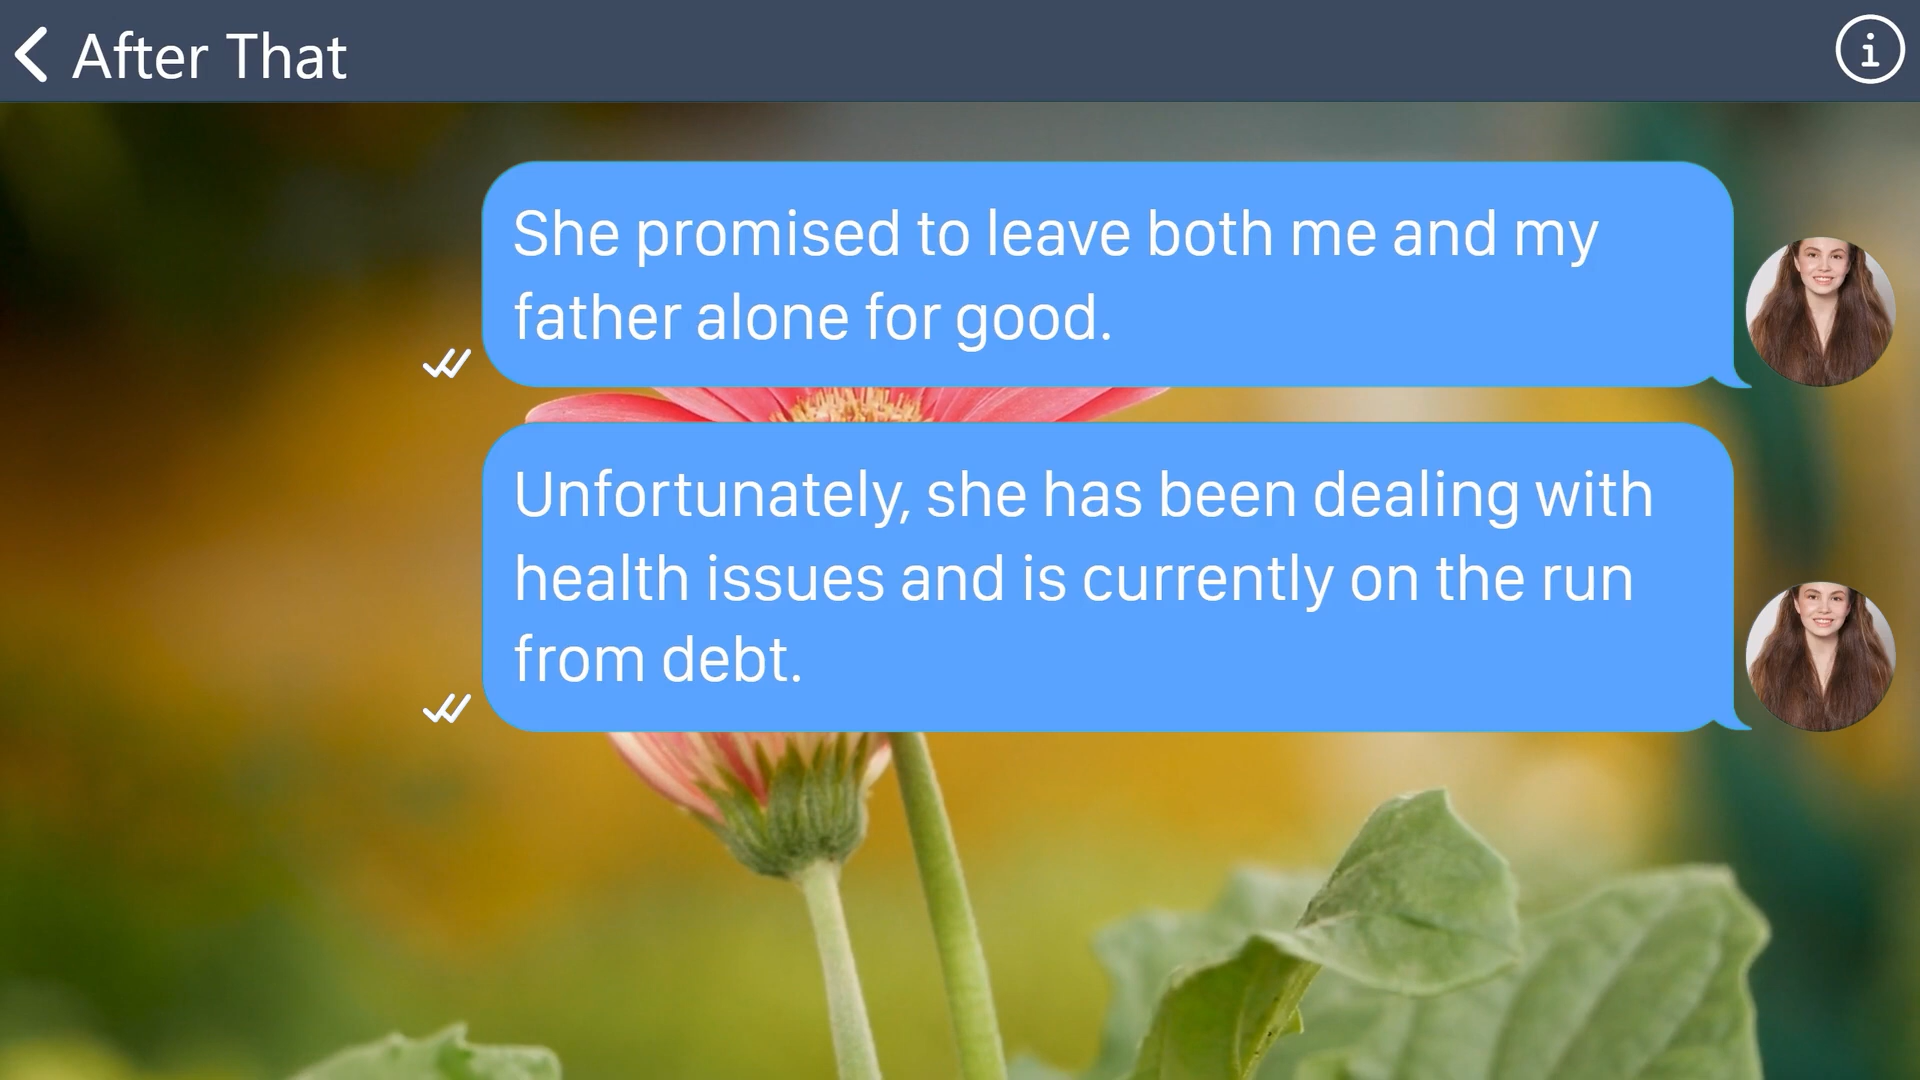 After That
She promised to leave both me and my
father alone for good.
Unfortunately, she has been dealing with
health issues and is currently on the run
from debt.